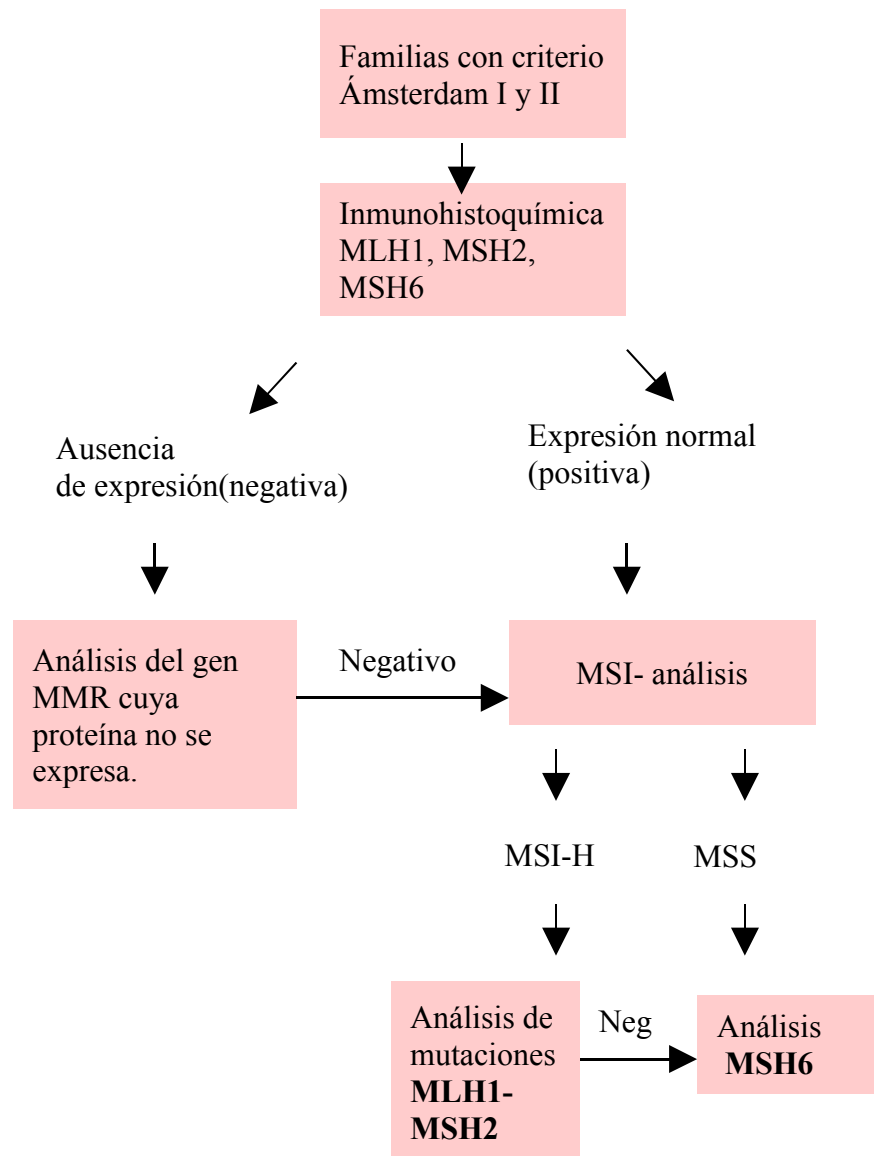 Familias con criterio
Ámsterdam I y II
Inmunohistoquímica
MLH1, MSH2,
MSH6
Ausencia
de expresión(negativa)
Expresión normal
(positiva)
Análisis del gen
MMR cuya
proteína no se
expresa.
Negativo
MSI- análisis
MSI-H
MSS
Análisis de
mutaciones
MLH1-
MSH2
Neg
Análisis
MSH6